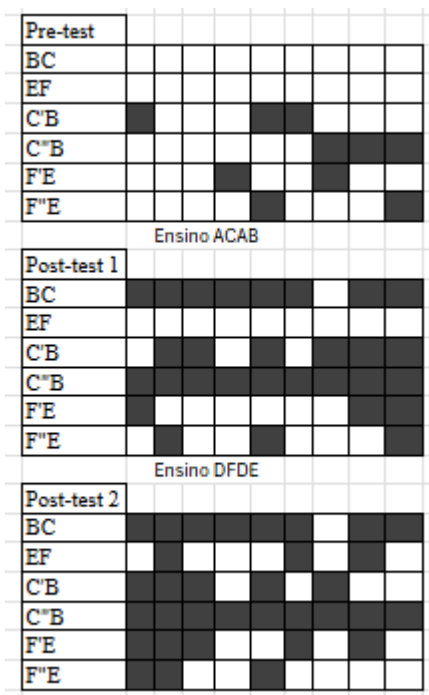 Pre-test
BC
EF
C'B
C"B
F'E
F"E
Ensino ACAB
Post-test 1
BC
EF
C'B
C"B
F'E
F"E
Ensino DFDE
Post-test 2
BC
EF
C'B
C"B
F'E
F"E